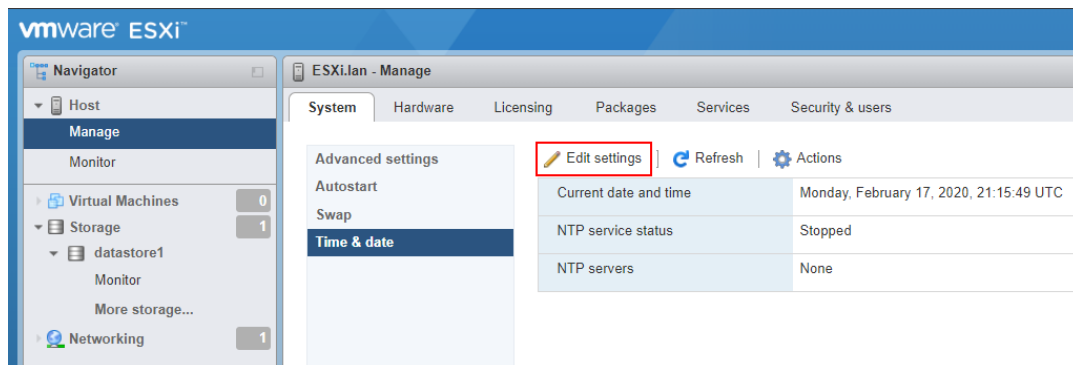 vmware® ESXi™
Navigator
ESXi.lan - Manage
Host
System Hardware Licensing Packages Services Security & users
Manage
Monitor
Advanced settings
Edit settings | Refresh | Actions
Autostart
Current date and time Monday, February 17, 2020, 21:15:49 UTC
Virtual Machines 0
Swap
Storage 1
NTP service status Stopped
Time & date
datastore1
NTP servers None
Monitor
More storage...
Networking 1